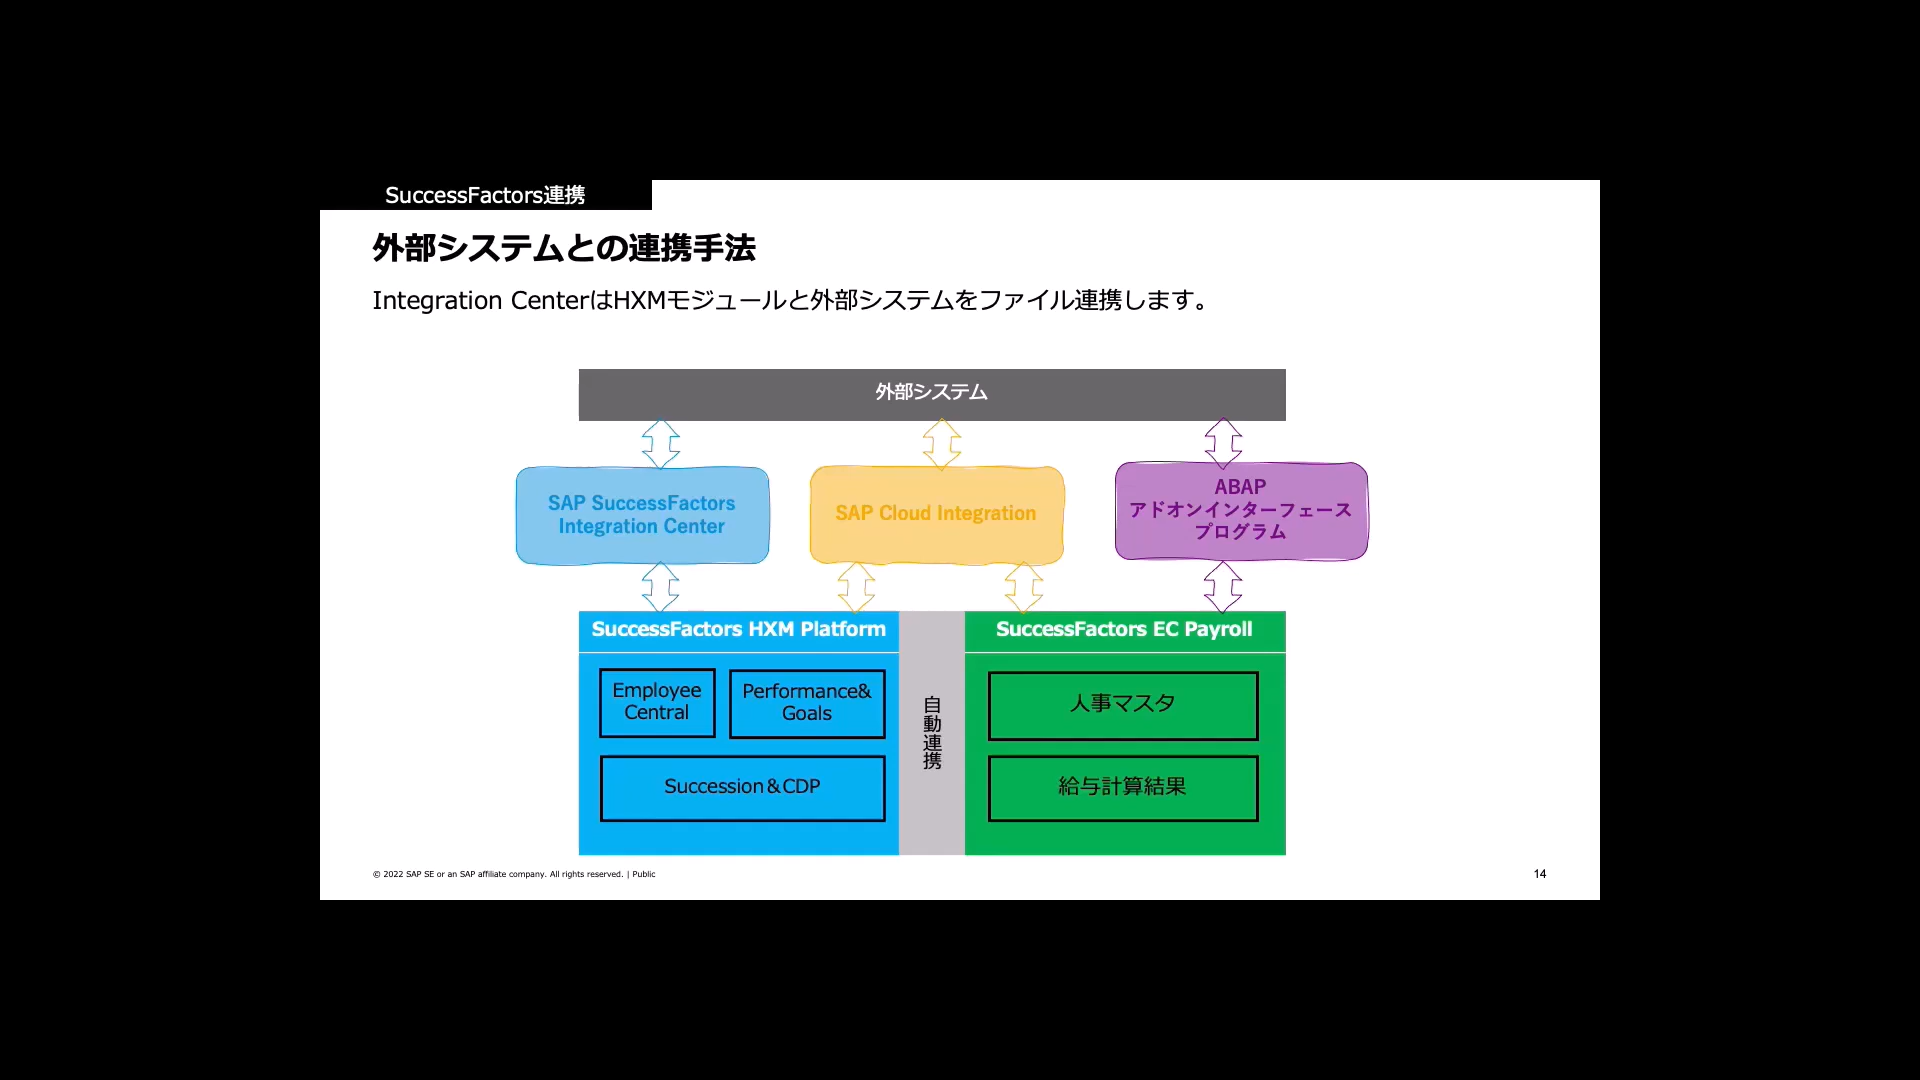 SuccessFactors連携
外部システムとの連携手法
Integration CenterはHXMモジュールと外部システムをファイル連携します。
外部システム
SAP SuccessFactors
Integration Center
SAP Cloud Integration
ABAP
アドオンインターフェース
プログラム
SuccessFactors HXM Platform
Employee
Central
Performance&
Goals
Succession＆CDP
自動連携
SuccessFactors EC Payroll
人事マスタ
給与計算結果
© 2022 SAP SE or an SAP affiliate company. All rights reserved. | Public
14